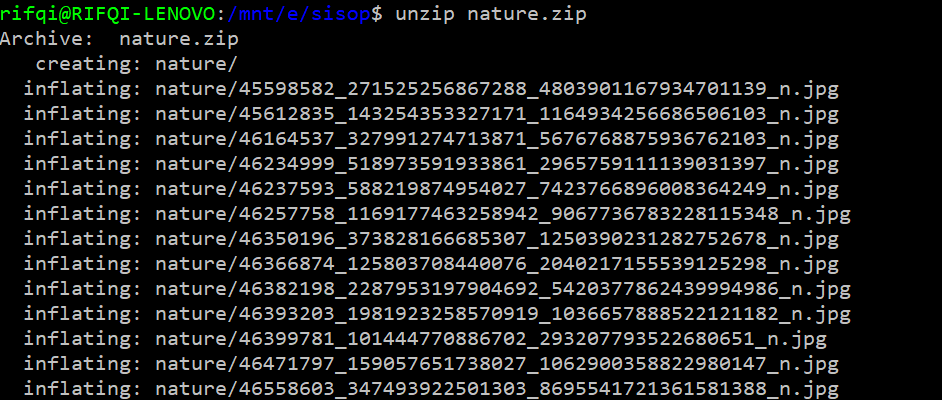 rifqi@RIFQI-LENOVO:/mnt/e/sisop$ unzip nature.zip
Archive:  nature.zip
   creating: nature/
  inflating: nature/45598582_271525256867288_4803901167934701139_n.jpg
  inflating: nature/45612835_143254353327171_1164934256686506103_n.jpg
  inflating: nature/46164537_327991274713871_5676768875936762103_n.jpg
  inflating: nature/46234999_518973591933861_2965759111139031397_n.jpg
  inflating: nature/46237593_588219874954027_7423766896008364249_n.jpg
  inflating: nature/46257758_1169177463258942_9067736783228115348_n.jpg
  inflating: nature/46350196_373828166685307_1250390231282752678_n.jpg
  inflating: nature/46366874_125803708440076_2040217155539125298_n.jpg
  inflating: nature/46382198_2287953197904692_5420377862439994986_n.jpg
  inflating: nature/46393203_1981923258570919_1036657888522121182_n.jpg
  inflating: nature/46399781_101444770886702_293207793522680651_n.jpg
  inflating: nature/46471797_159057651738027_1062900358822980147_n.jpg
  inflating: nature/46558603_347493922501303_8695541721361581388_n.jpg